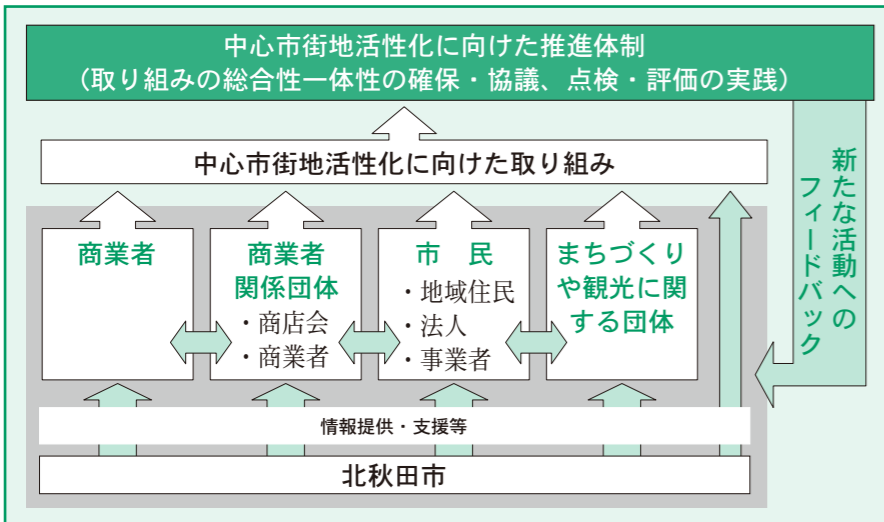 中心市街地活性化に向けた推進体制
（取り組みの総合性一体性の確保・協議、点検・評価の実践）
中心市街地活性化に向けた取り組み
商業者
商業者
関係団体
・商店会
・商業者
市　民
・地域住民
・法人
・事業者
まちづくり
や観光に関
する団体
新たな活動への
フィードバック
情報提供・支援等
北秋田市